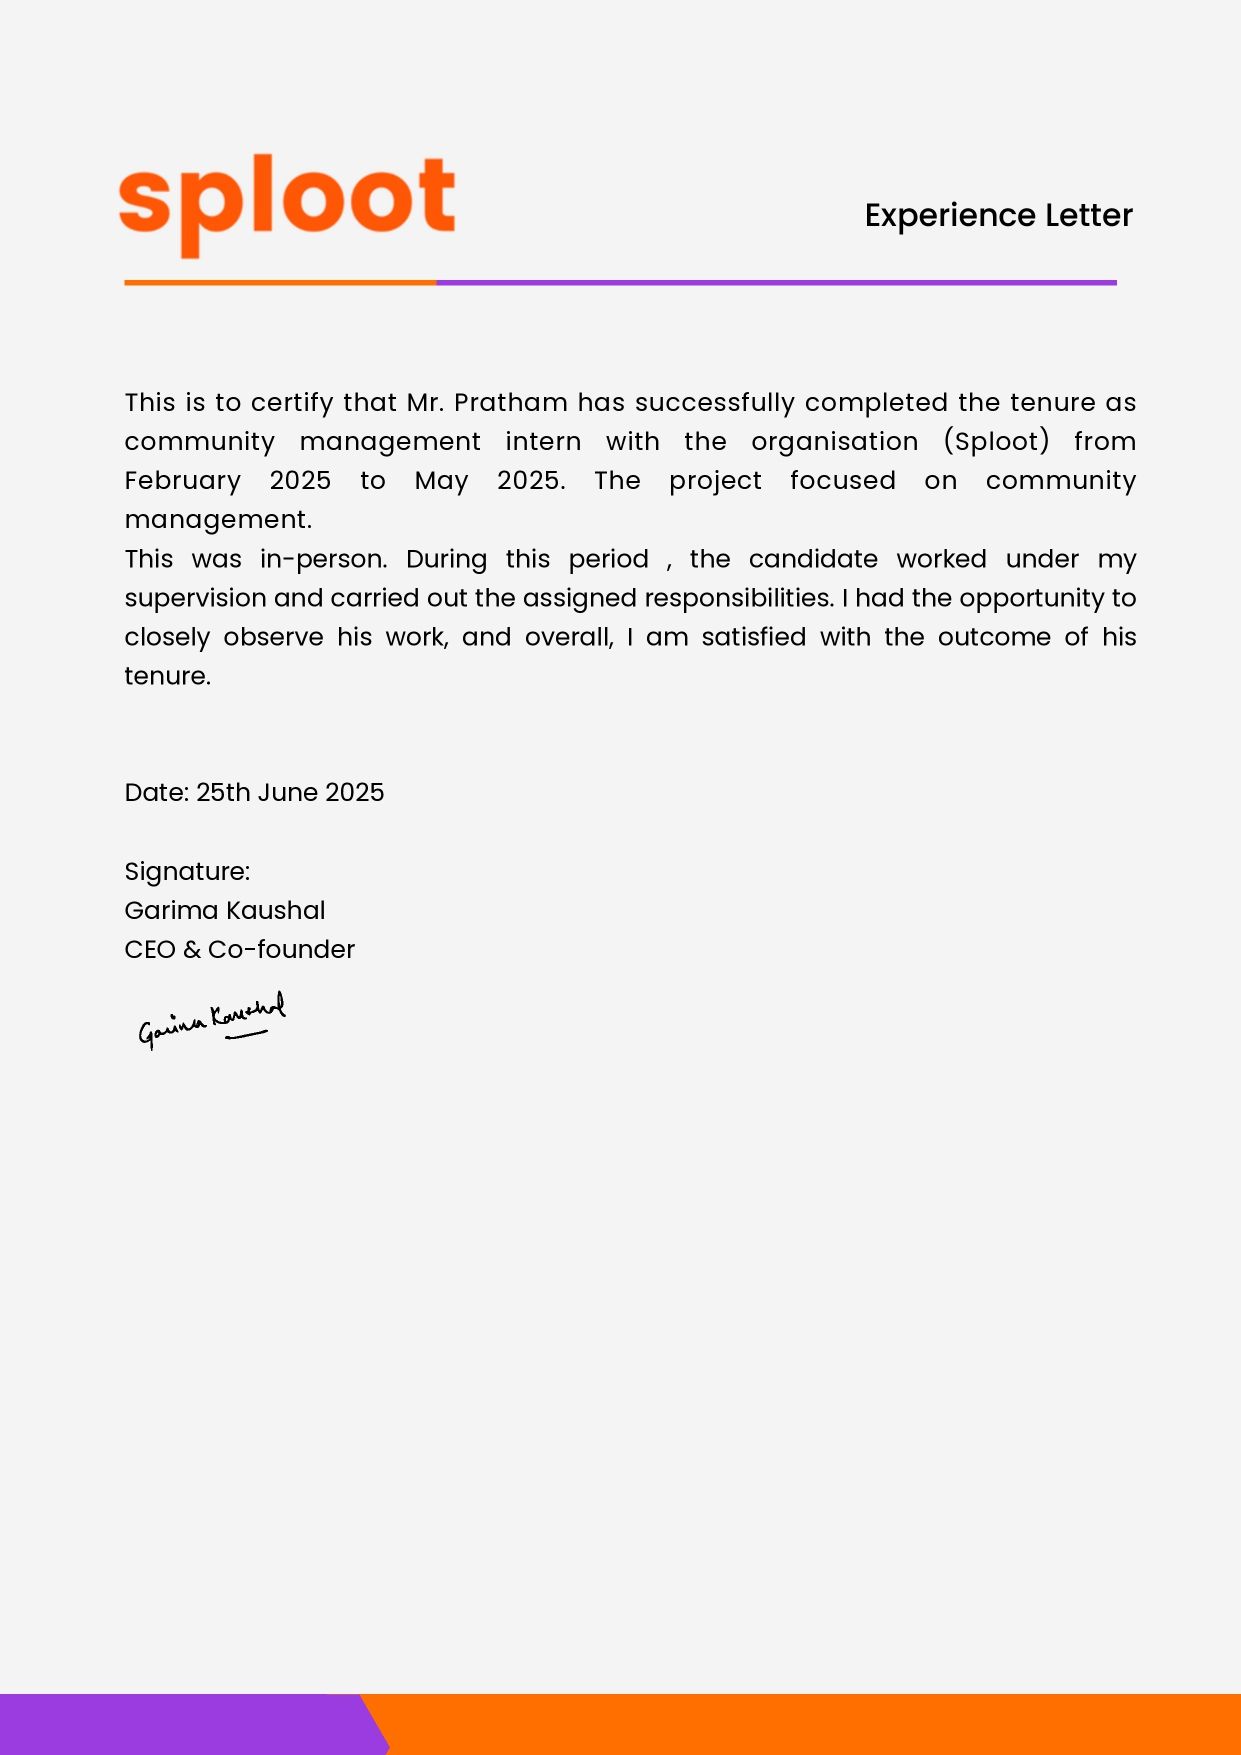 sploot
Experience Letter
This is to certify that Mr. Pratham has successfully completed the tenure as
community management intern with the organisation (Sploot) from
February 2025 to May 2025. The project focused on community
management.
This was in-person. During this period , the candidate worked under my
supervision and carried out the assigned responsibilities. I had the opportunity to
closely observe his work, and overall, I am satisfied with the outcome of his
tenure.
Date: 25th June 2025
Signature:
Garima Kaushal
CEO & Co-founder
Garima Kaushal